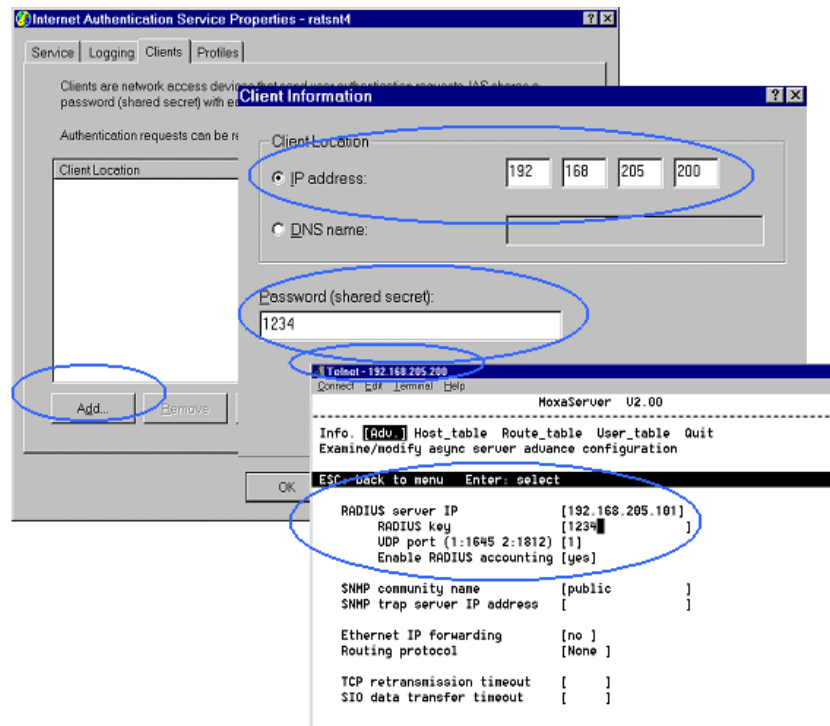 Internet Authentication Service Properties - ratsnt4
Service Logging Clients Profiles
Clients are network access devices that send user authentication requests. IAS shares a
password (shared secret) with ea
Authentication requests can be re
Client Location
Add...
Remove
Client Information
Client Location
IP address: 192 168 205 200
DNS name:
Password (shared secret):
1234
OK
Telnet - 192.168.205.200
Connect Edit Terminal Help
MoxaServer V2.00
Info. [Adv.] Host_table Route_table User_table Quit
Examine/modify async server advance configuration
ESC: back to menu Enter: select
RADIUS server IP [192.168.205.101]
RADIUS key [1234 ]
UDP port (1:1645 2:1812) [1]
Enable RADIUS accounting [yes]
SNMP community name [public ]
SNMP trap server IP address [ ]
Ethernet IP forwarding [no ]
Routing protocol [None ]
TCP retransmission timeout [ ]
SIO data transfer timeout [ ]